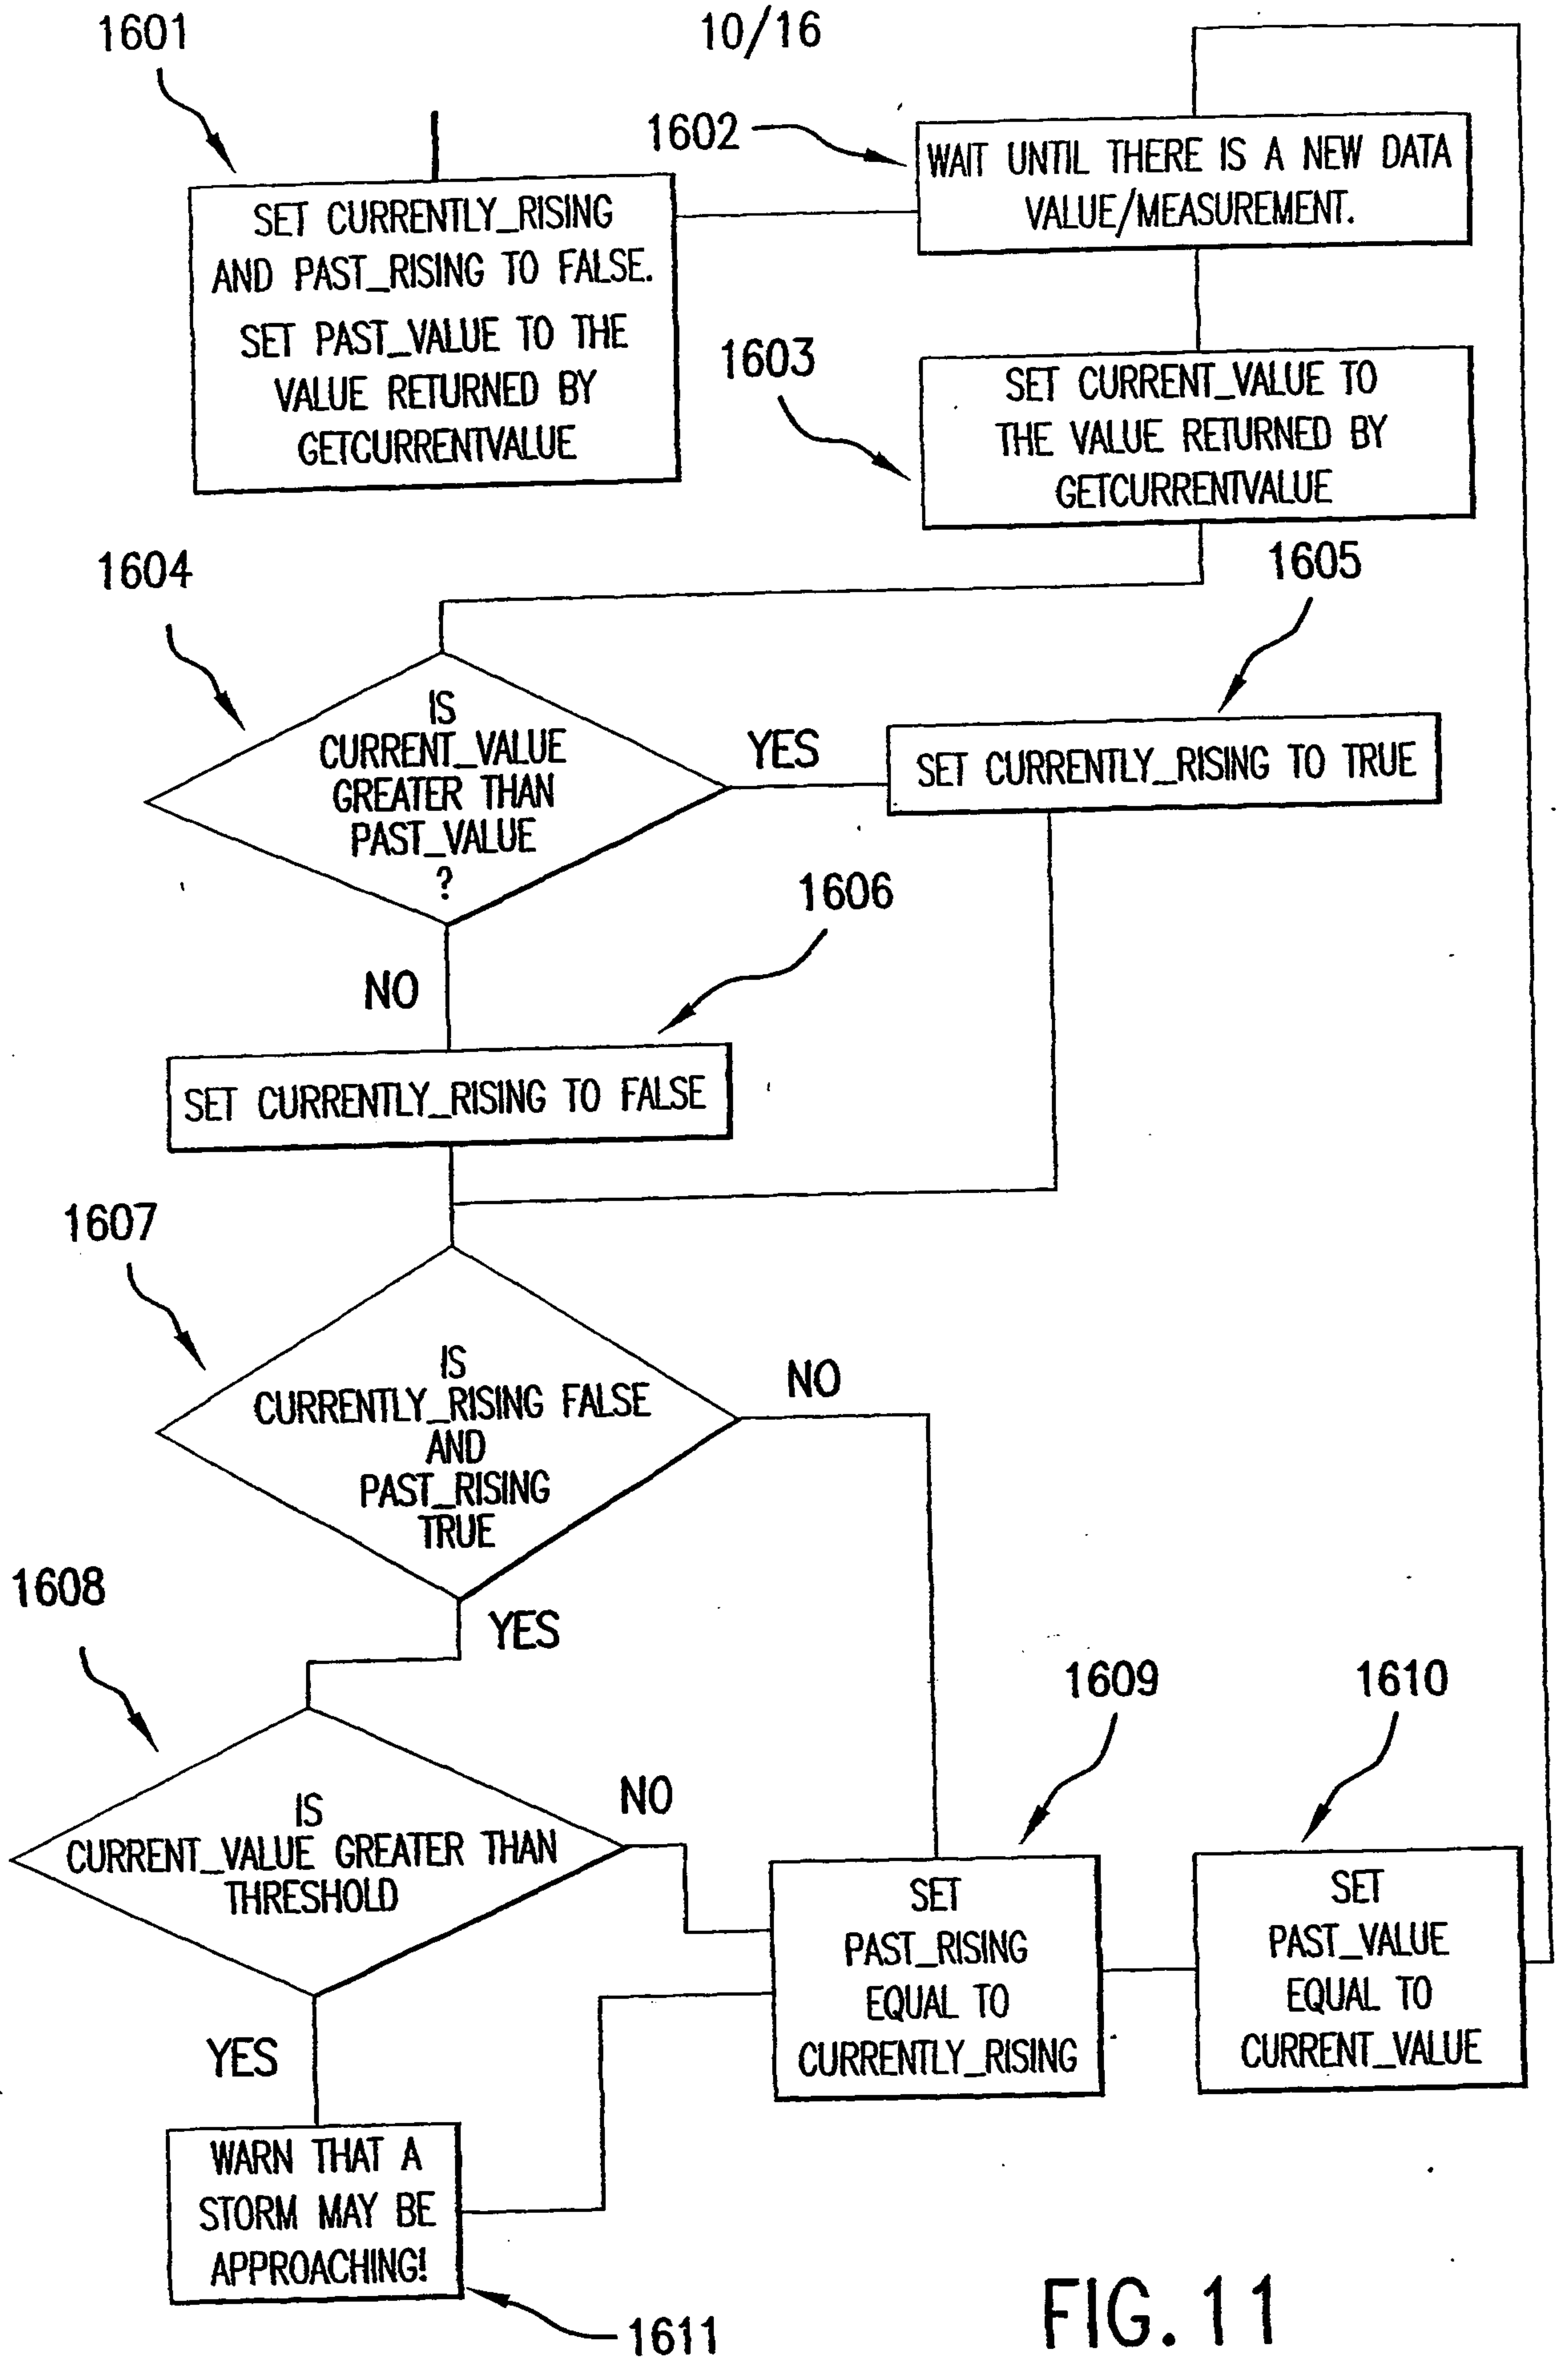 1601
10/16
1602
WAIT UNTIL THERE IS A NEW DATA
VALUE/MEASUREMENT.
SET CURRENTLY_RISING
AND PAST_RISING TO FALSE.
SET PAST_VALUE TO THE
VALUE RETURNED BY
GETCURRENTVALUE
1603
SET CURRENT_VALUE TO
THE VALUE RETURNED BY
GETCURRENTVALUE
1604
1605
IS
CURRENT_VALUE
GREATER THAN
PAST_VALUE
?
YES
SET CURRENTLY_RISING TO TRUE
1606
NO
SET CURRENTLY_RISING TO FALSE
1607
IS
CURRENTLY_RISING FALSE
AND
PAST_RISING
TRUE
NO
1608
YES
1609
1610
IS
CURRENT_VALUE GREATER THAN
THRESHOLD
NO
SET
PAST_RISING
EQUAL TO
CURRENTLY_RISING
SET
PAST_VALUE
EQUAL TO
CURRENT_VALUE
YES
WARN THAT A
STORM MAY BE
APPROACHING!
1611
FIG. 11